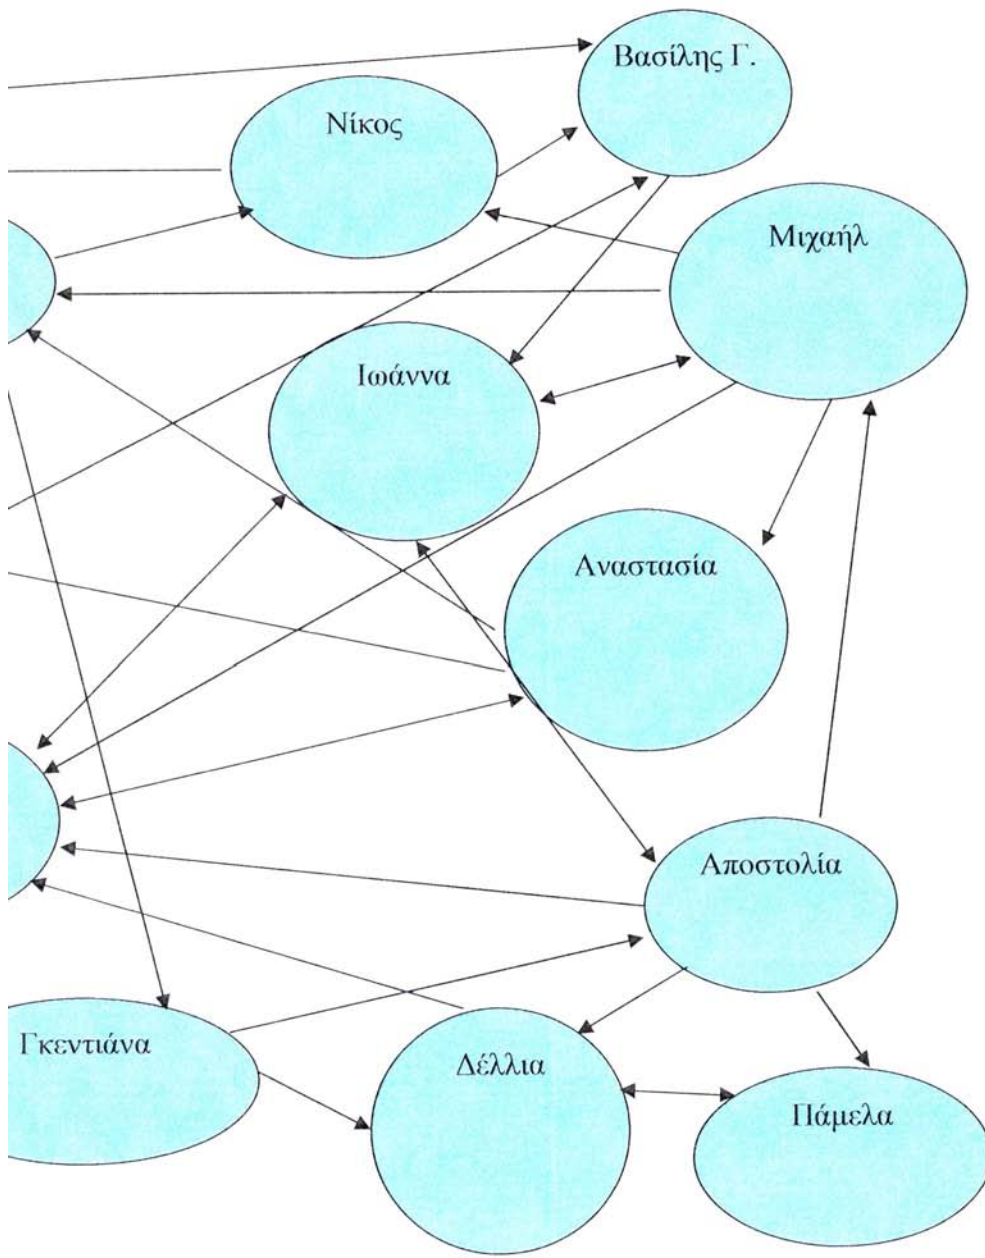 Βασίλης Γ.
Νίκος
Μιχαήλ
Ιωάννα
Αναστασία
Αποστολία
Γκεντιάνα
Δέλλια
Πάμελα